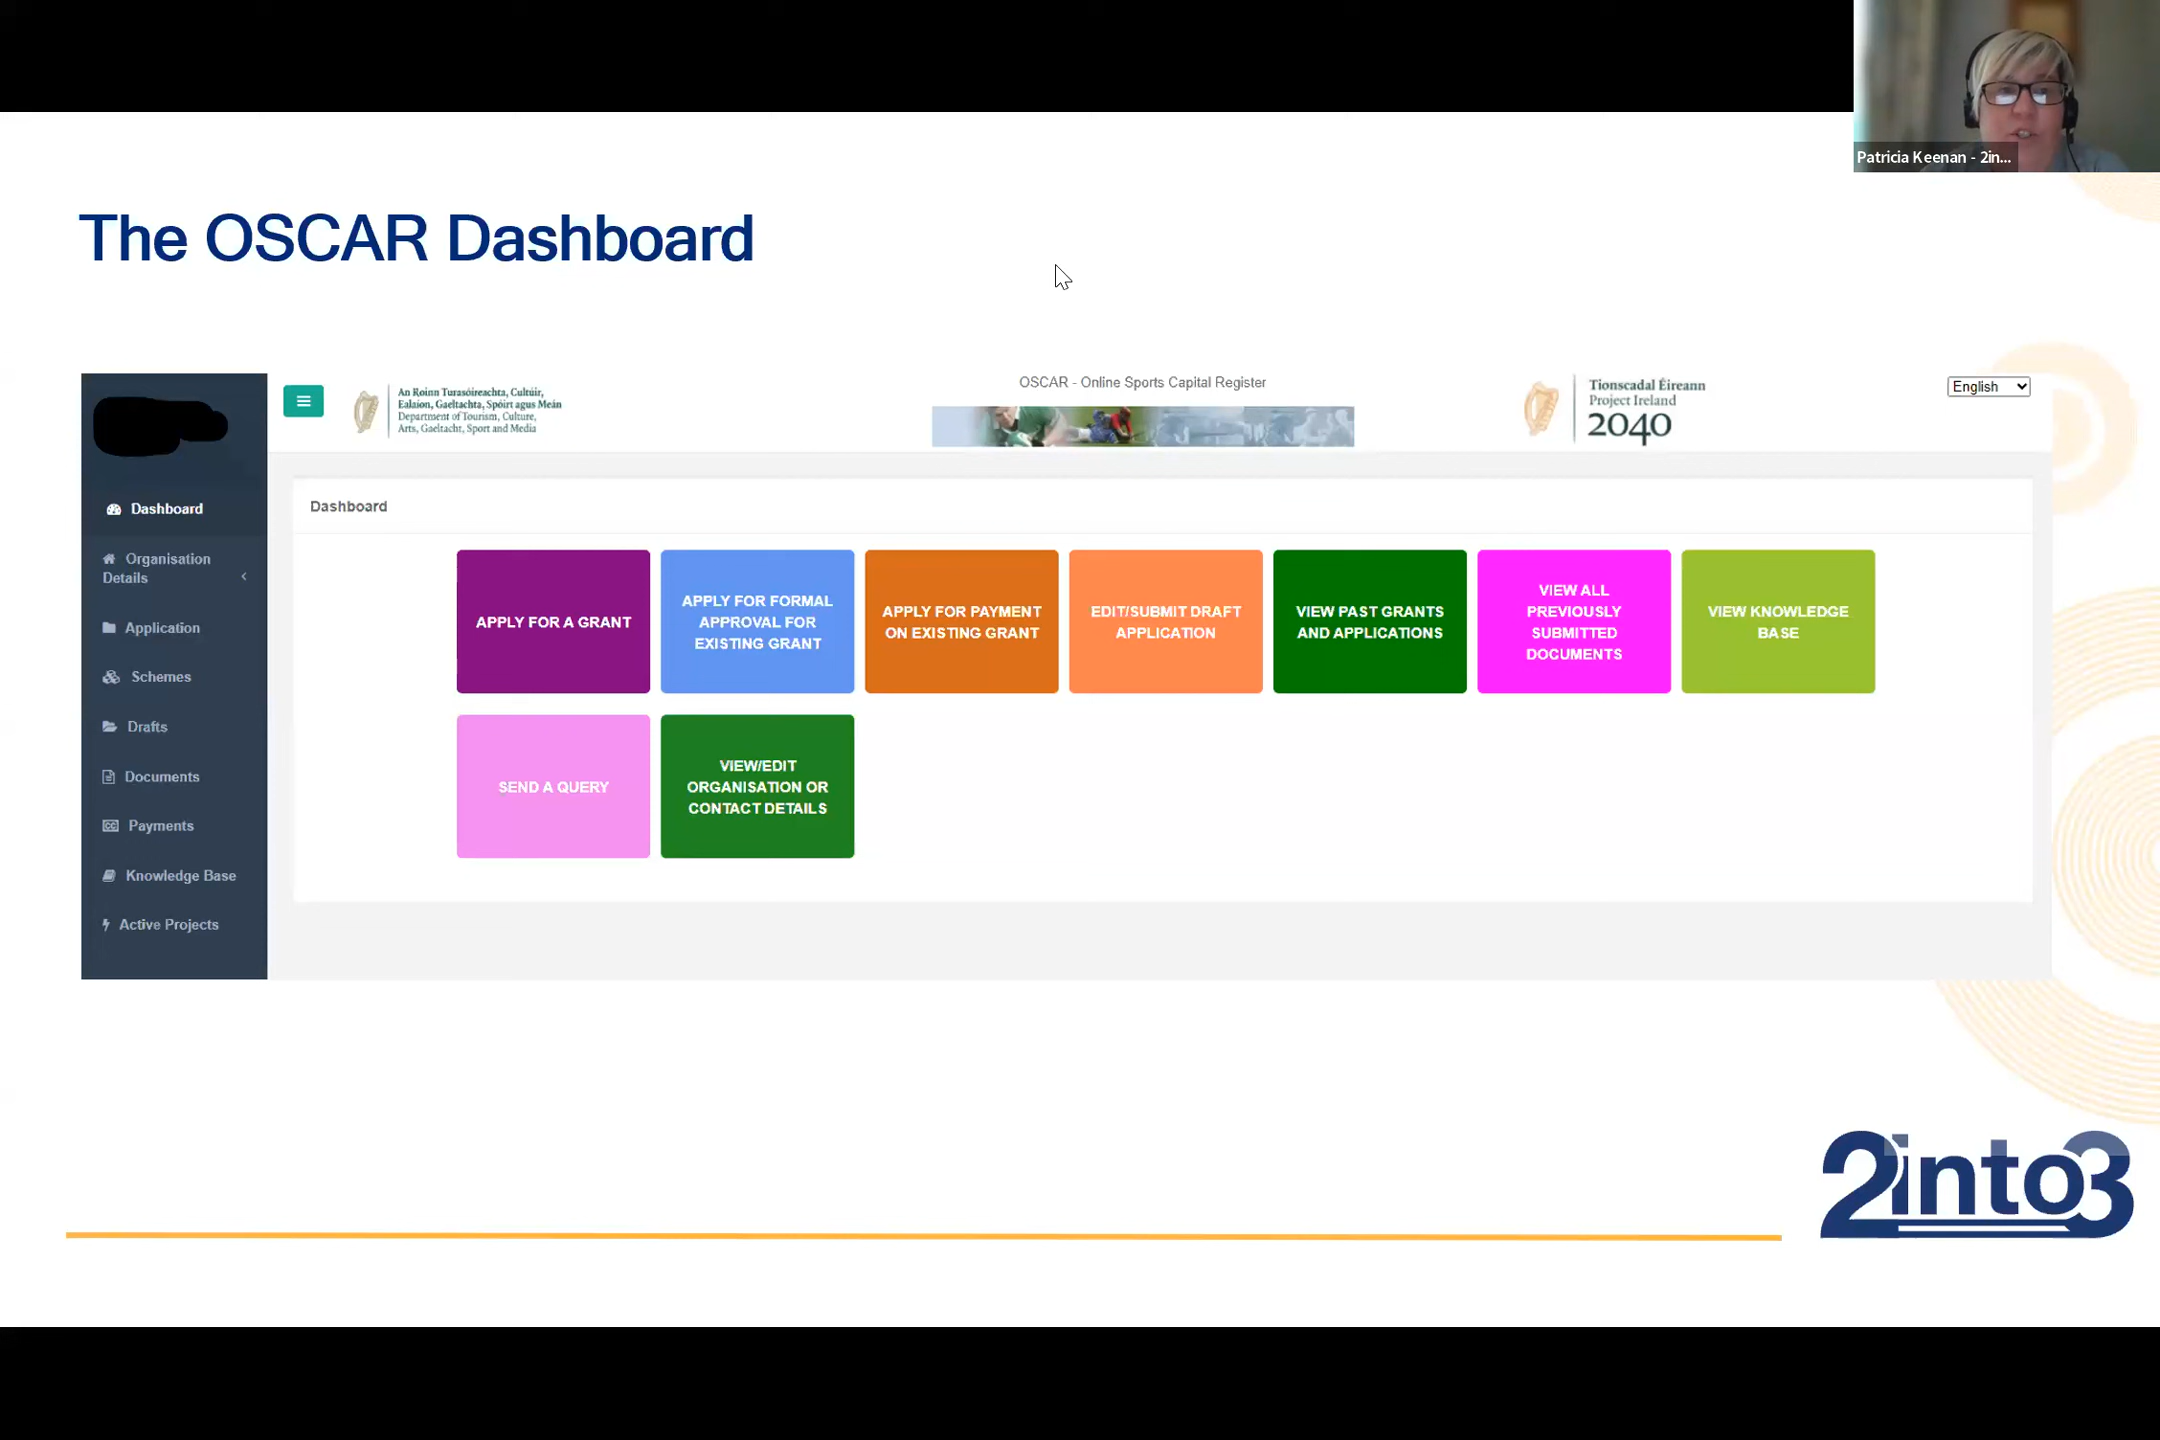 Patricia Keenan - 2in...
The OSCAR Dashboard
An Roinn Turasóireachta, Cultúir,
Ealaíon, Gaeltachta, Spóirt agus Meán
Department of Tourism, Culture,
Arts, Gaeltacht, Sport and Media
OSCAR - Online Sports Capital Register
Tionscadal Éireann
Project Ireland
2040
English
Dashboard
Organisation
Details
Application
Schemes
Drafts
Documents
Payments
Knowledge Base
Active Projects
Dashboard
APPLY FOR A GRANT
APPLY FOR FORMAL
APPROVAL FOR
EXISTING GRANT
APPLY FOR PAYMENT
ON EXISTING GRANT
EDIT/SUBMIT DRAFT
APPLICATION
VIEW PAST GRANTS
AND APPLICATIONS
VIEW ALL
PREVIOUSLY
SUBMITTED
DOCUMENTS
VIEW KNOWLEDGE
BASE
SEND A QUERY
VIEW/EDIT
ORGANISATION OR
CONTACT DETAILS
2into3